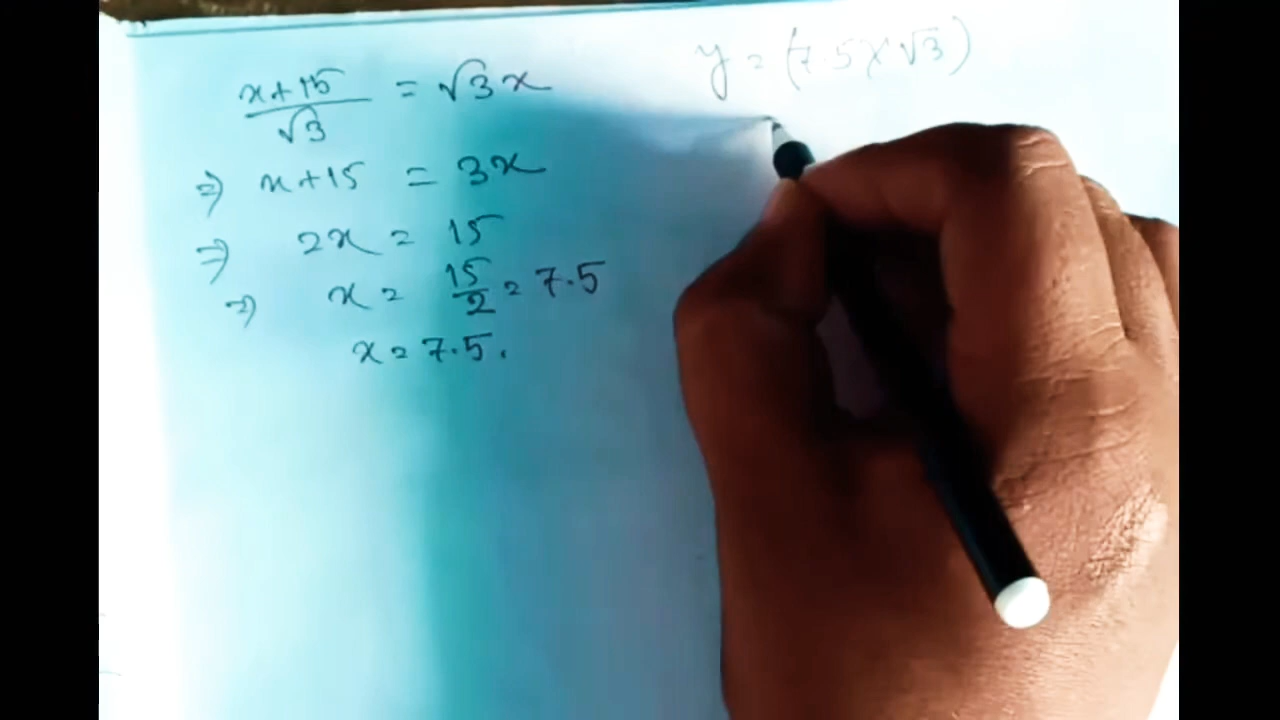 x+15/√3 = √3x
⇒ x+15 = 3x
⇒ 2x = 15
⇒ x = 15/2 = 7.5
x = 7.5.
y = (7.5×√3)